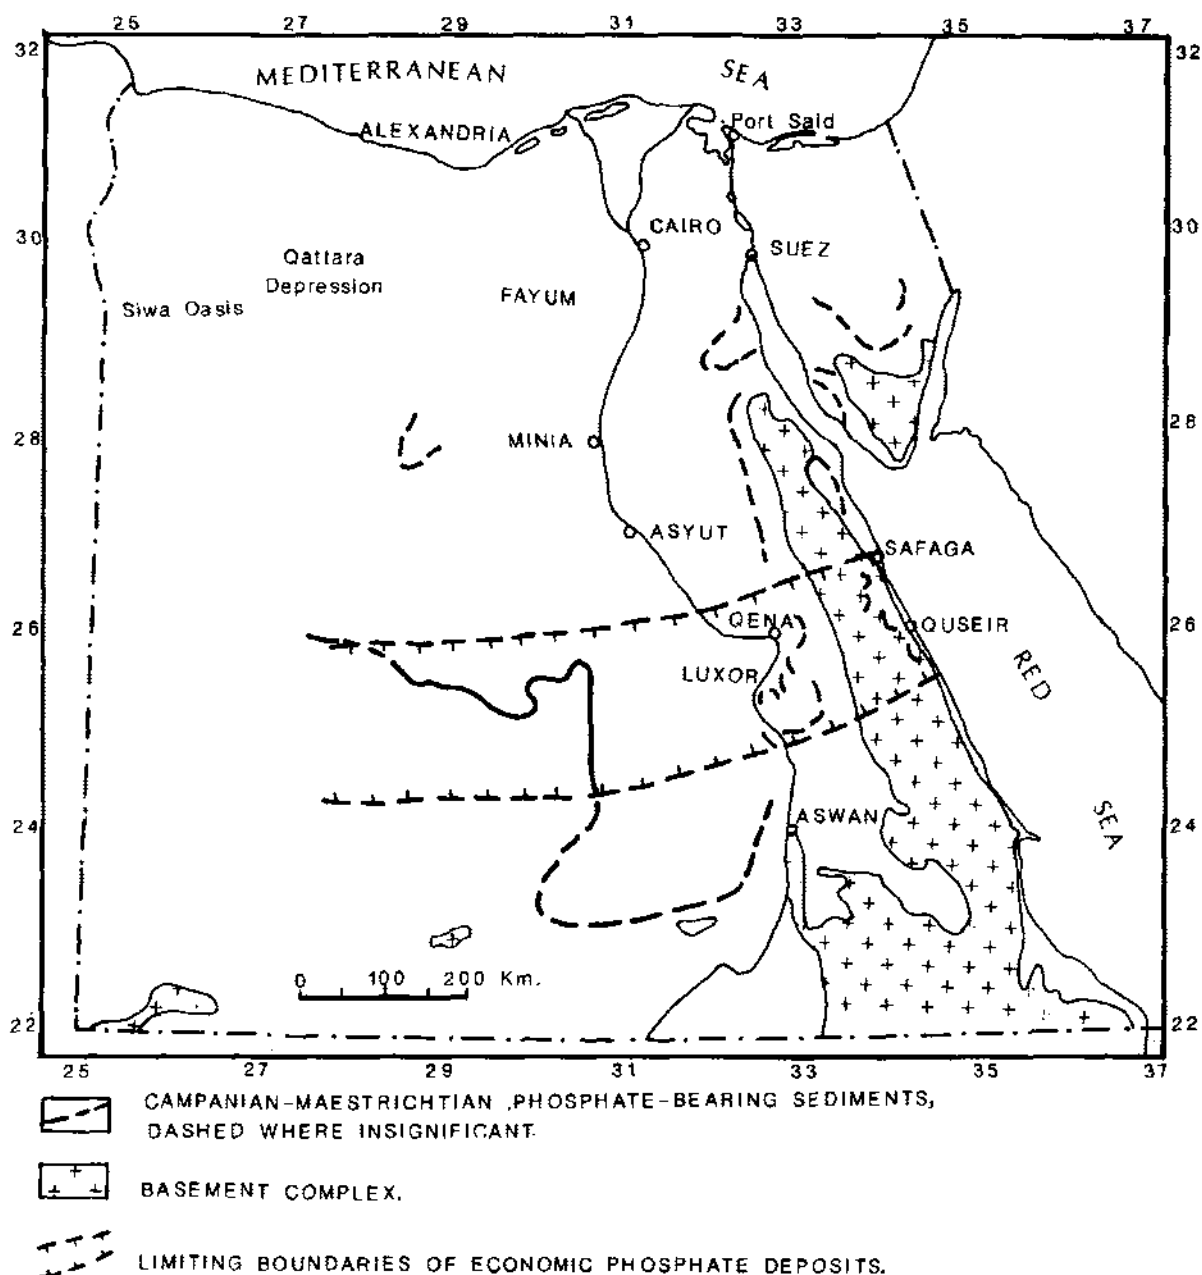 25 27 29 31 33 35 37
32 32
MEDITERRANEAN SEA
Port Said
ALEXANDRIA
30 CAIRO 30
SUEZ
Qattara
Depression
FAYUM
Siwa Oasis
28 MINIA 28
ASYUT
SAFAGA
26 QENA QUSEIR 26
LUXOR
RED
SEA
24 ASWAN 24
0 100 200 Km.
22 22
25 27 29 31 33 35 37
CAMPANIAN-MAESTRICHTIAN ,PHOSPHATE-BEARING SEDIMENTS,
DASHED WHERE INSIGNIFICANT.
BASEMENT COMPLEX.
LIMITING BOUNDARIES OF ECONOMIC PHOSPHATE DEPOSITS.